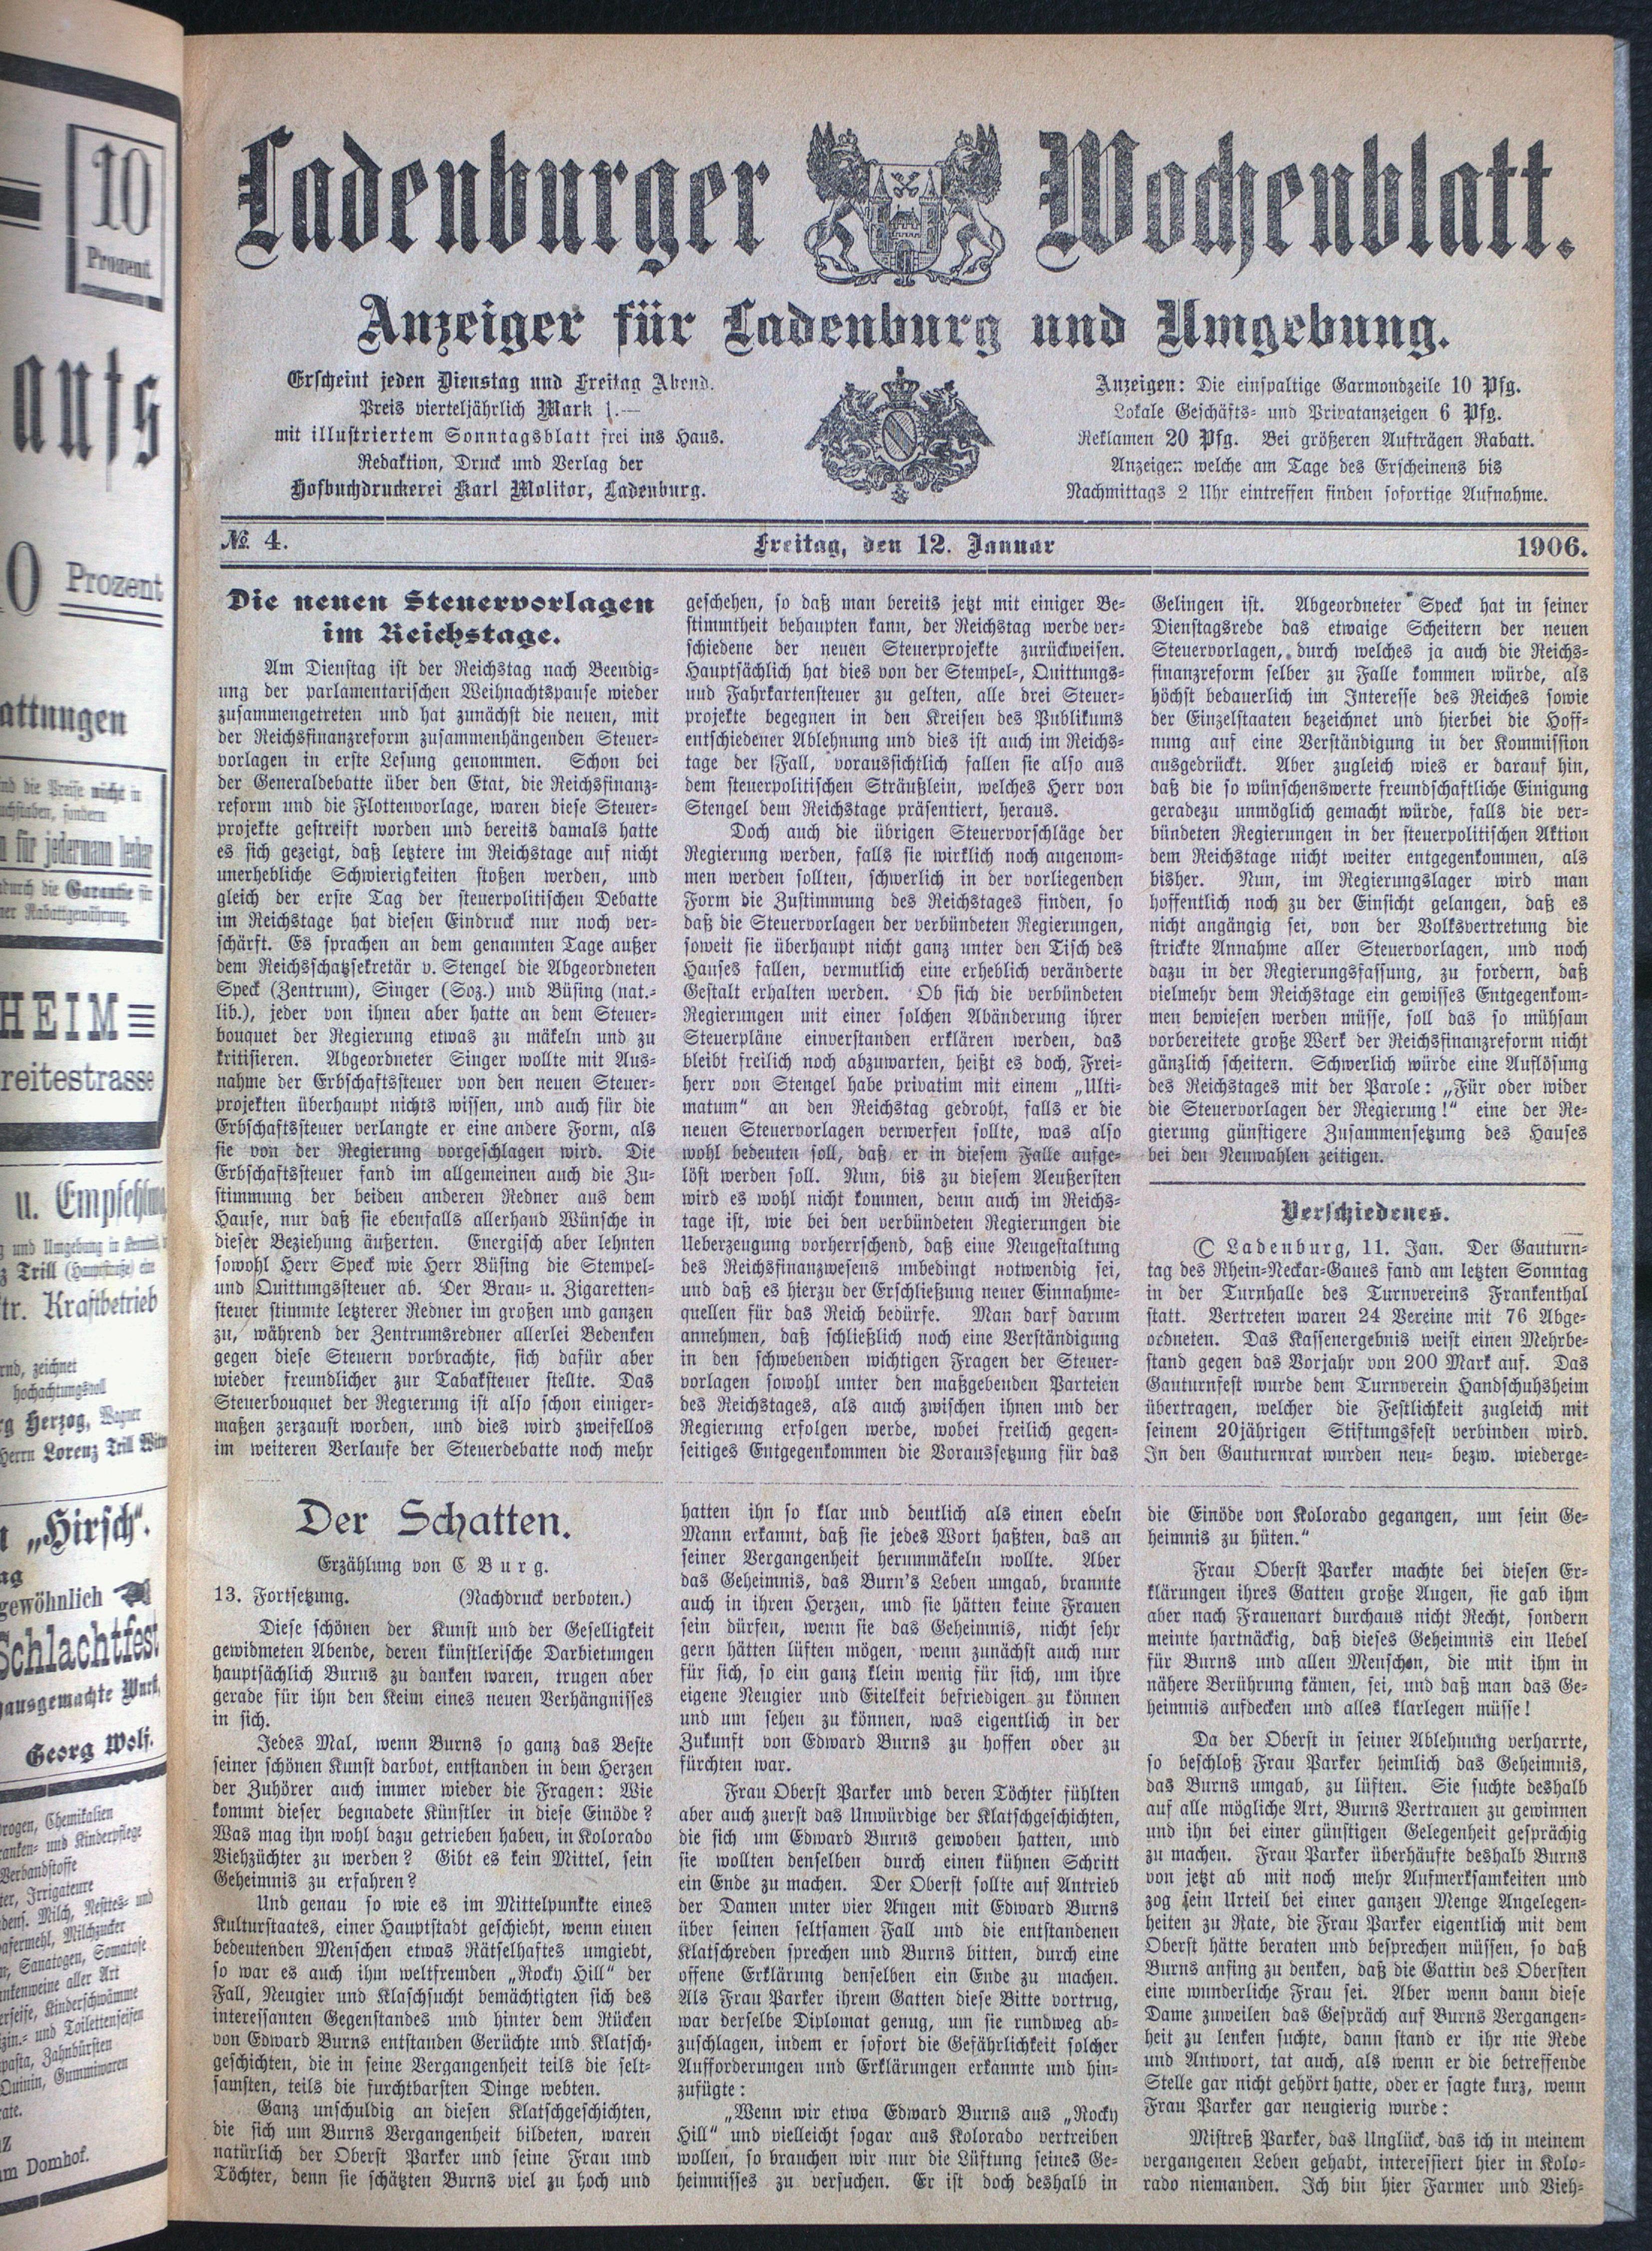 Ladenburger Wochenblatt.
Anzeiger für Ladenburg und Umgebung.
Erscheint jeden Dienstag und Freitag Abend.
Preis vierteljährlich Mark 1.—
mit illustriertem Sonntagsblatt frei ins Haus.
Redaktion, Druck und Verlag der
Hofbuchdruckerei Karl Molitor, Ladenburg.
Anzeigen: Die einspaltige Garmondzeile 10 Pfg.
Lokale Geschäfts- und Privatanzeigen 6 Pfg.
Reklamen 20 Pfg. Bei größeren Aufträgen Rabatt.
Anzeigen welche am Tage des Erscheinens bis
Nachmittags 2 Uhr eintreffen finden sofortige Aufnahme.
№ 4. Freitag, den 12. Januar 1906.
Die neuen Steuervorlagen
im Reichstage.
Am Dienstag ist der Reichstag nach Beendig-
ung der parlamentarischen Weihnachtspause wieder
zusammengetreten und hat zunächst die neuen, mit
der Reichsfinanzreform zusammenhängenden Steuer-
vorlagen in erste Lesung genommen. Schon bei
der Generaldebatte über den Etat, die Reichsfinanz-
reform und die Flottenvorlage, waren diese Steuer-
projekte gestreift worden und bereits damals hatte
es sich gezeigt, daß letztere im Reichstage auf nicht
unerhebliche Schwierigkeiten stoßen werden, und
gleich der erste Tag der steuerpolitischen Debatte
im Reichstage hat diesen Eindruck nur noch ver-
schärft. Es sprachen an dem genannten Tage außer
dem Reichsschatzsekretär v. Stengel die Abgeordneten
Speck (Zentrum), Singer (Soz.) und Büsing (nat.-
lib.), jeder von ihnen aber hatte an dem Steuer-
bouquet der Regierung etwas zu mäkeln und zu
kritisieren. Abgeordneter Singer wollte mit Aus-
nahme der Erbschaftssteuer von den neuen Steuer-
projekten überhaupt nichts wissen, und auch für die
Erbschaftssteuer verlangte er eine andere Form, als
sie von der Regierung vorgeschlagen wird. Die
Erbschaftssteuer fand im allgemeinen auch die Zu-
stimmung der beiden anderen Redner aus dem
Hause, nur daß sie ebenfalls allerhand Wünsche in
dieser Beziehung äußerten. Energisch aber lehnten
sowohl Herr Speck wie Herr Büsing die Stempel-
und Quittungssteuer ab. Der Brau- u. Zigaretten-
steuer stimmte letzterer Redner im großen und ganzen
zu, während der Zentrumsredner allerlei Bedenken
gegen diese Steuern vorbrachte, sich dafür aber
wieder freundlicher zur Tabaksteuer stellte. Das
Steuerbouquet der Regierung ist also schon einiger-
maßen zerzaust worden, und dies wird zweifellos
im weiteren Verlaufe der Steuerdebatte noch mehr
geschehen, so daß man bereits jetzt mit einiger Be-
stimmtheit behaupten kann, der Reichstag werde ver-
schiedene der neuen Steuerprojekte zurückweisen.
Hauptsächlich hat dies von der Stempel-, Quittungs-
und Fahrkartensteuer zu gelten, alle drei Steuer-
projekte begegnen in den Kreisen des Publikums
entschiedener Ablehnung und dies ist auch im Reichs-
tage der Fall, voraussichtlich fallen sie also aus
dem steuerpolitischen Sträußlein, welches Herr von
Stengel dem Reichstage präsentiert, heraus.
Doch auch die übrigen Steuervorschläge der
Regierung werden, falls sie wirklich noch angenom-
men werden sollten, schwerlich in der vorliegenden
Form die Zustimmung des Reichstages finden, so
daß die Steuervorlagen der verbündeten Regierungen,
soweit sie überhaupt nicht ganz unter den Tisch des
Hauses fallen, vermutlich eine erheblich veränderte
Gestalt erhalten werden. Ob sich die verbündeten
Regierungen mit einer solchen Abänderung ihrer
Steuerpläne einverstanden erklären werden, das
bleibt freilich noch abzuwarten, heißt es doch, Frei-
herr von Stengel habe privatim mit einem „Ulti-
matum“ an den Reichstag gedroht, falls er die
neuen Steuervorlagen verwerfen sollte, was also
wohl bedeuten soll, daß er in diesem Falle aufge-
löst werden soll. Nun, bis zu diesem Aeußersten
wird es wohl nicht kommen, denn auch im Reichs-
tage ist, wie bei den verbündeten Regierungen die
Ueberzeugung vorherrschend, daß eine Neugestaltung
des Reichsfinanzwesens unbedingt notwendig sei,
und daß es hierzu der Erschließung neuer Einnahme-
quellen für das Reich bedürfe. Man darf darum
annehmen, daß schließlich noch eine Verständigung
in den schwebenden wichtigen Fragen der Steuer-
vorlagen sowohl unter den maßgebenden Parteien
des Reichstages, als auch zwischen ihnen und der
Regierung erfolgen werde, wobei freilich gegen-
seitiges Entgegenkommen die Voraussetzung für das
Gelingen ist. Abgeordneter Speck hat in seiner
Dienstagsrede das etwaige Scheitern der neuen
Steuervorlagen, durch welches ja auch die Reichs-
finanzreform selber zu Falle kommen würde, als
höchst bedauerlich im Interesse des Reiches sowie
der Einzelstaaten bezeichnet und hierbei die Hoff-
nung auf eine Verständigung in der Kommission
ausgedrückt. Aber zugleich wies er darauf hin,
daß die so wünschenswerte freundschaftliche Einigung
geradezu unmöglich gemacht würde, falls die ver-
bündeten Regierungen in der steuerpolitischen Aktion
dem Reichstage nicht weiter entgegenkommen, als
bisher. Nun, im Regierungslager wird man
hoffentlich noch zu der Einsicht gelangen, daß es
nicht angängig sei, von der Volksvertretung die
strikte Annahme aller Steuervorlagen, und noch
dazu in der Regierungsfassung, zu fordern, daß
vielmehr dem Reichstage ein gewisses Entgegenkom-
men bewiesen werden müsse, soll das so mühsam
vorbereitete große Werk der Reichsfinanzreform nicht
gänzlich scheitern. Schwerlich würde eine Auflösung
des Reichstages mit der Parole: „Für oder wider
die Steuervorlagen der Regierung!“ eine der Re-
gierung günstigere Zusammensetzung des Hauses
bei den Neuwahlen zeitigen.
Verschiedenes.
© Ladenburg, 11. Jan. Der Gauturn-
tag des Rhein-Neckar-Gaues fand am letzten Sonntag
in der Turnhalle des Turnvereins Frankenthal
statt. Vertreten waren 24 Vereine mit 76 Abge-
ordneten. Das Kassenergebnis weist einen Mehrbe-
stand gegen das Vorjahr von 200 Mark auf. Das
Gauturnfest wurde dem Turnverein Handschuhsheim
übertragen, welcher die Festlichkeit zugleich mit
seinem 20jährigen Stiftungsfest verbinden wird.
In den Gauturnrat wurden neu- bezw. wiederge-
Der Schatten.
Erzählung von C Burg.
13. Fortsetzung. (Nachdruck verboten.)
Diese schönen der Kunst und der Geselligkeit
gewidmeten Abende, deren künstlerische Darbietungen
hauptsächlich Burns zu danken waren, trugen aber
gerade für ihn den Keim eines neuen Verhängnisses
in sich.
Jedes Mal, wenn Burns so ganz das Beste
seiner schönen Kunst darbot, entstanden in dem Herzen
der Zuhörer auch immer wieder die Fragen: Wie
kommt dieser begnadete Künstler in diese Einöde?
Was mag ihn wohl dazu getrieben haben, in Kolorado
Viehzüchter zu werden? Gibt es kein Mittel, sein
Geheimnis zu erfahren?
Und genau so wie es im Mittelpunkte eines
Kulturstaates, einer Hauptstadt geschieht, wenn einen
bedeutenden Menschen etwas Rätselhaftes umgiebt,
so war es auch ihm weltfremden „Rocky Hill“ der
Fall, Neugier und Klaschsucht bemächtigten sich des
interessanten Gegenstandes und hinter dem Rücken
von Edward Burns entstanden Gerüchte und Klatsch-
geschichten, die in seine Vergangenheit teils die selt-
samsten, teils die furchtbarsten Dinge webten.
Ganz unschuldig an diesen Klatschgeschichten,
die sich um Burns Vergangenheit bildeten, waren
natürlich der Oberst Parker und seine Frau und
Töchter, denn sie schätzten Burns viel zu hoch und
hatten ihn so klar und deutlich als einen edeln
Mann erkannt, daß sie jedes Wort haßten, das an
seiner Vergangenheit herummäkeln wollte. Aber
das Geheimnis, das Burn's Leben umgab, brannte
auch in ihren Herzen, und sie hätten keine Frauen
sein dürfen, wenn sie das Geheimnis, nicht sehr
gern hätten lüften mögen, wenn zunächst auch nur
für sich, so ein ganz klein wenig für sich, um ihre
eigene Neugier und Eitelkeit befriedigen zu können
und um sehen zu können, was eigentlich in der
Zukunft von Edward Burns zu hoffen oder zu
fürchten war.
Frau Oberst Parker und deren Töchter fühlten
aber auch zuerst das Unwürdige der Klatschgeschichten,
die sich um Edward Burns gewoben hatten, und
sie wollten denselben durch einen kühnen Schritt
ein Ende zu machen. Der Oberst sollte auf Antrieb
der Damen unter vier Augen mit Edward Burns
über seinen seltsamen Fall und die entstandenen
Klatschreden sprechen und Burns bitten, durch eine
offene Erklärung denselben ein Ende zu machen.
Als Frau Parker ihrem Gatten diese Bitte vortrug,
war derselbe Diplomat genug, um sie rundweg ab-
zuschlagen, indem er sofort die Gefährlichkeit solcher
Aufforderungen und Erklärungen erkannte und hin-
zufügte:
„Wenn wir etwa Edward Burns aus „Rocky
Hill“ und vielleicht sogar aus Kolorado vertreiben
wollen, so brauchen wir nur die Lüftung seines Ge-
heimnisses zu versuchen. Er ist doch deshalb in
die Einöde von Kolorado gegangen, um sein Ge-
heimnis zu hüten.“
Frau Oberst Parker machte bei diesen Er-
klärungen ihres Gatten große Augen, sie gab ihm
aber nach Frauenart durchaus nicht Recht, sondern
meinte hartnäckig, daß dieses Geheimnis ein Uebel
für Burns und allen Menschen, die mit ihm in
nähere Berührung kämen, sei, und daß man das Ge-
heimnis aufdecken und alles klarlegen müsse!
Da der Oberst in seiner Ablehnung verharrte,
so beschloß Frau Parker heimlich das Geheimnis,
das Burns umgab, zu lüften. Sie suchte deshalb
auf alle mögliche Art, Burns Vertrauen zu gewinnen
und ihn bei einer günstigen Gelegenheit gesprächig
zu machen. Frau Parker überhäufte deshalb Burns
von jetzt ab mit noch mehr Aufmerksamkeiten und
zog sein Urteil bei einer ganzen Menge Angelegen-
heiten zu Rate, die Frau Parker eigentlich mit dem
Oberst hätte beraten und besprechen müssen, so daß
Burns anfing zu denken, daß die Gattin des Obersten
eine wunderliche Frau sei. Aber wenn dann diese
Dame zuweilen das Gespräch auf Burns Vergangen-
heit zu lenken suchte, dann stand er ihr nie Rede
und Antwort, tat auch, als wenn er die betreffende
Stelle gar nicht gehört hatte, oder er sagte kurz, wenn
Frau Parker gar neugierig wurde:
Mistreß Parker, das Unglück, das ich in meinem
vergangenen Leben gehabt, interessiert hier in Kolo-
rado niemanden. Ich bin hier Farmer und Vieh-
10
Prozent
Prozent
attungen
für jedermann
HEIM
reitestrasse
u. Empfehlung
Trill
Kraftbetrieb
zeichnet
hochachtungsvoll
Herzog, Wagner
Herrn Lorenz Trill
„Hirsch“.
gewöhnlich
Schlachtfest
hausgemachte
Georg Wolf.
Chemikalien
und Kinderpflege
Verbandstoffe
Irrigateure
Milchzucker
Sanatogen, Somatose
aller Art
Kinderschwämme
und Toilettenseifen
Zahnbürsten
Gummiwaren
am Domhof.